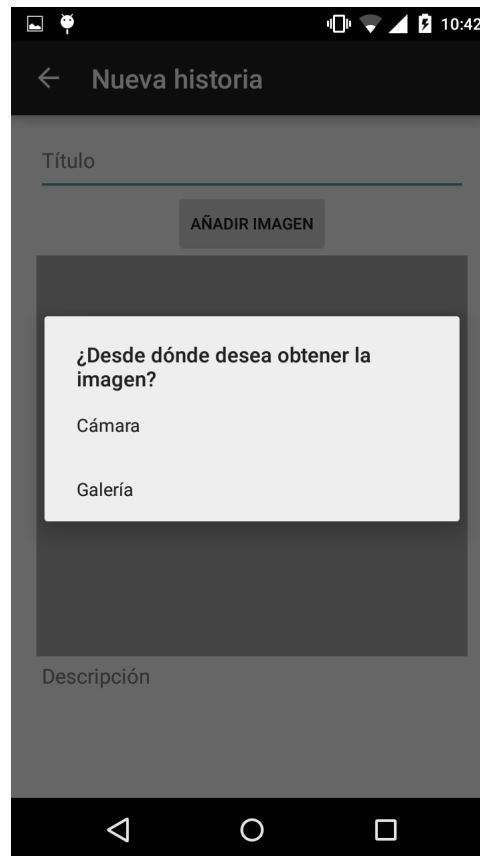 10:42
Nueva historia
Título
AÑADIR IMAGEN
¿Desde dónde desea obtener la
imagen?
Cámara
Galería
Descripción